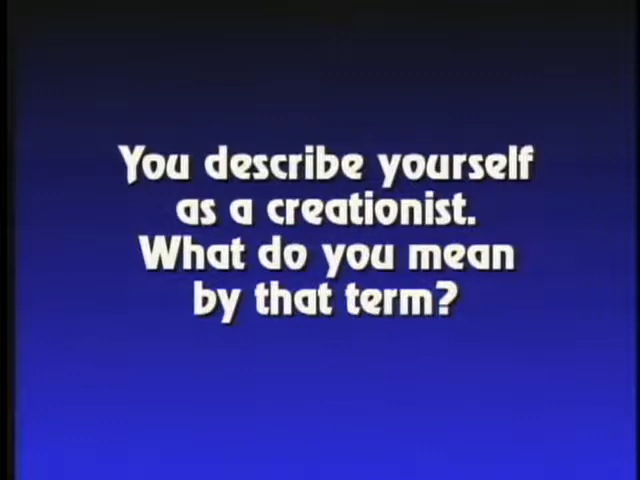 You describe yourself
as a creationist.
What do you mean
by that term?